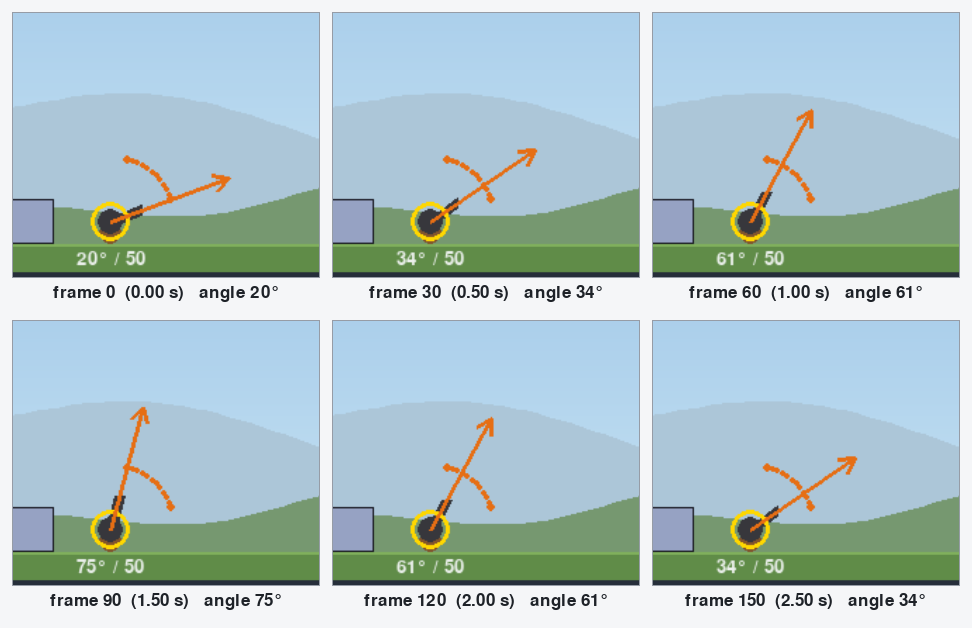 20° / 50
34° / 50
61° / 50
frame 0 (0.00 s) angle 20°
frame 30 (0.50 s) angle 34°
frame 60 (1.00 s) angle 61°
75° / 50
61° / 50
34° / 50
frame 90 (1.50 s) angle 75°
frame 120 (2.00 s) angle 61°
frame 150 (2.50 s) angle 34°